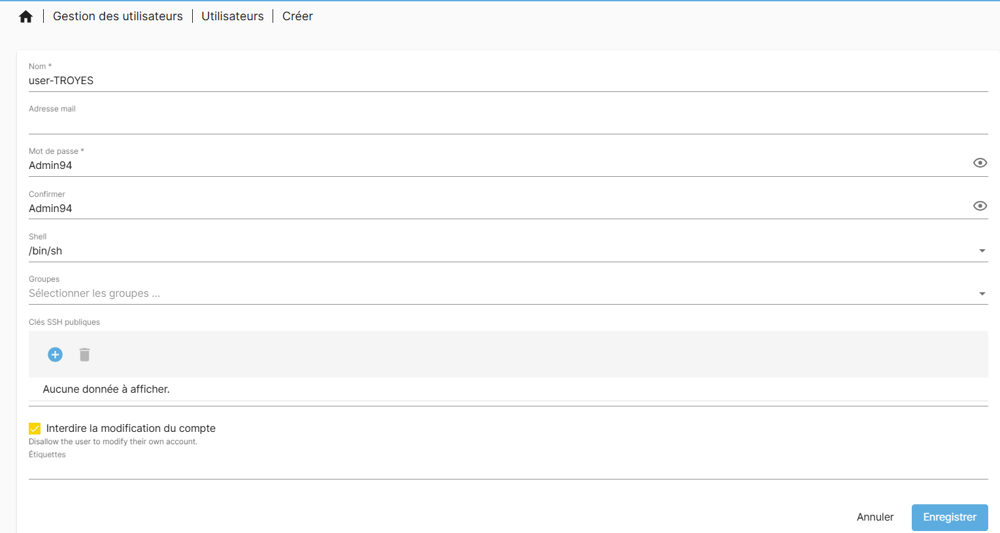 Gestion des utilisateurs | Utilisateurs | Créer
Nom *
user-TROYES
Adresse mail
Mot de passe *
Admin94
Confirmer
Admin94
Shell
/bin/sh
Groupes
Sélectionner les groupes ...
Clés SSH publiques
Aucune donnée à afficher.
Interdire la modification du compte
Disallow the user to modify their own account.
Étiquettes
Annuler
Enregistrer